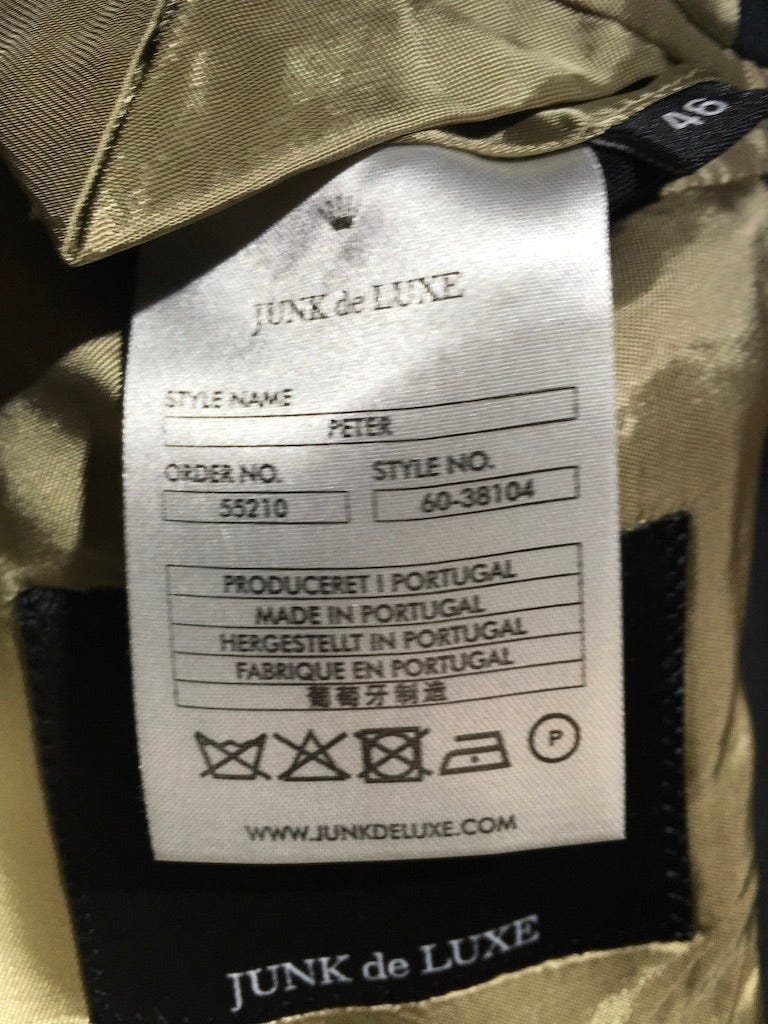 46
JUNK de LUXE
STYLE NAME
PETER
ORDER NO. STYLE NO.
55210 60-38104
PRODUCERET I PORTUGAL
MADE IN PORTUGAL
HERGESTELLT IN PORTUGAL
FABRIQUE EN PORTUGAL
葡萄牙制造
P
WWW.JUNKDELUXE.COM
JUNK de LUXE